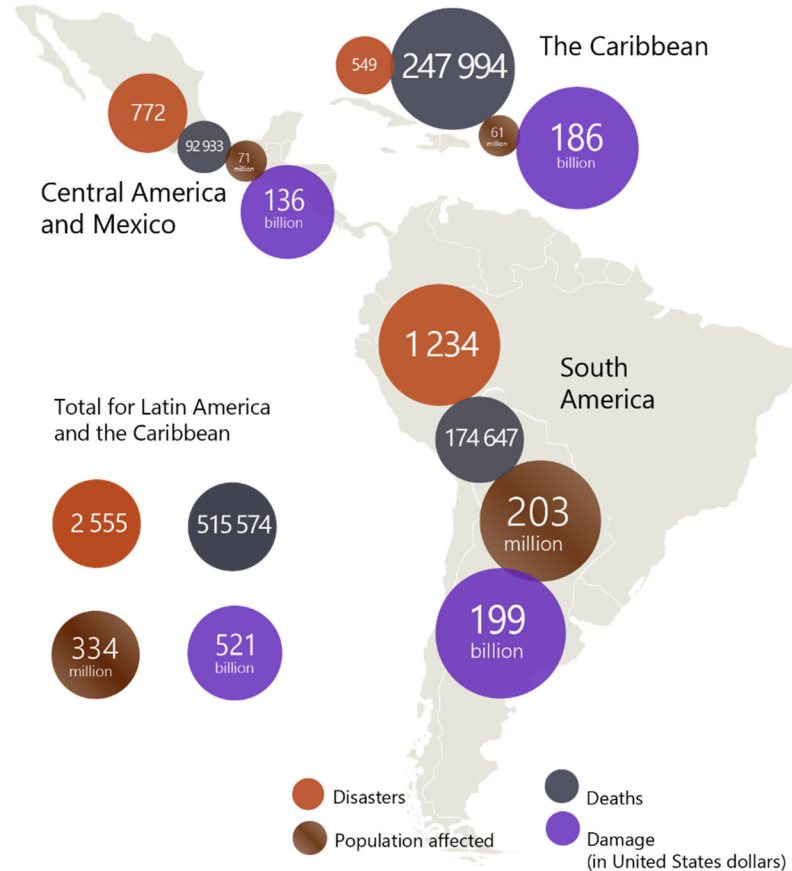 The Caribbean
549
247 994
61
million
186
billion
772
92 933
71
million
136
billion
Central America
and Mexico
1 234
South
America
174 647
203
million
199
billion
Total for Latin America
and the Caribbean
2 555
515 574
334
million
521
billion
Disasters
Deaths
Population affected
Damage
(in United States dollars)